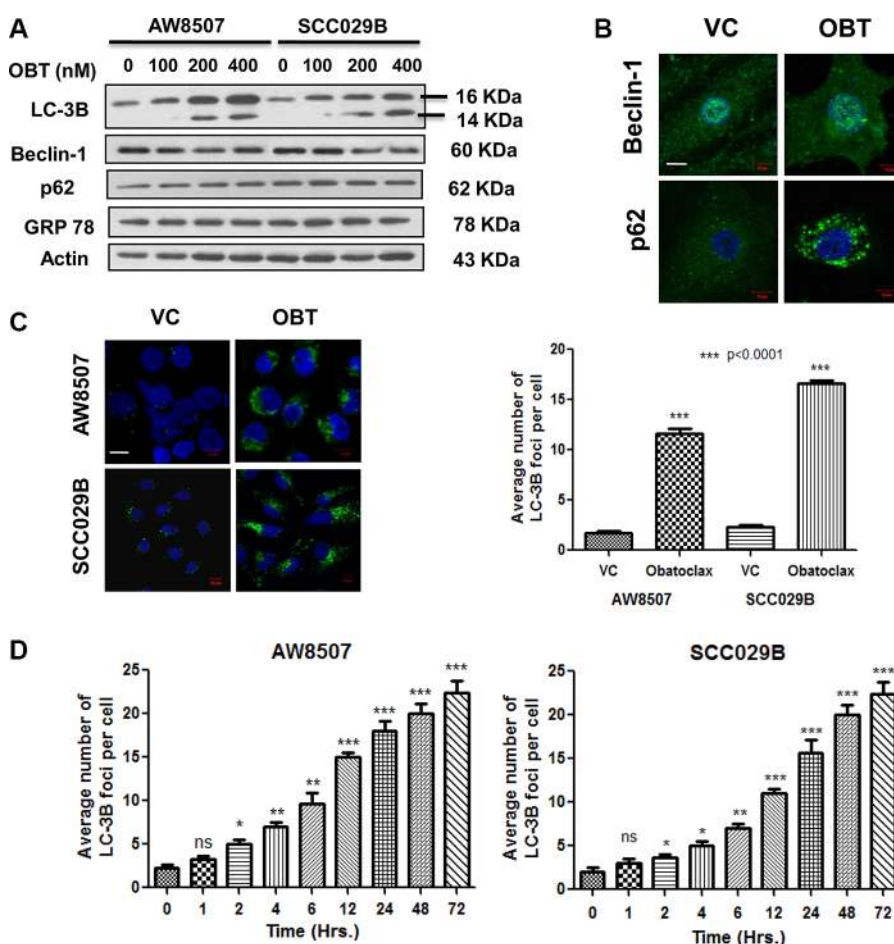 A
AW8507 SCC029B
OBT (nM) 0 100 200 400 0 100 200 400
LC-3B
16 KDa
14 KDa
Beclin-1 60 KDa
p62 62 KDa
GRP 78 78 KDa
Actin 43 KDa
B
VC OBT
Beclin-1
p62
C
VC OBT
AW8507
SCC029B
Average number of
LC-3B foci per cell
20
15
10
5
0
*** p<0.0001
***
***
VC Obatoclax VC Obatoclax
AW8507 SCC029B
D
AW8507
Average number of
LC-3B foci per cell
25
20
15
10
5
0
ns * ** ** *** *** *** ***
0 1 2 4 6 12 24 48 72
Time (Hrs.)
SCC029B
Average number of
LC-3B foci per cell
25
20
15
10
5
0
ns * * ** *** *** *** ***
0 1 2 4 6 12 24 48 72
Time (Hrs.)